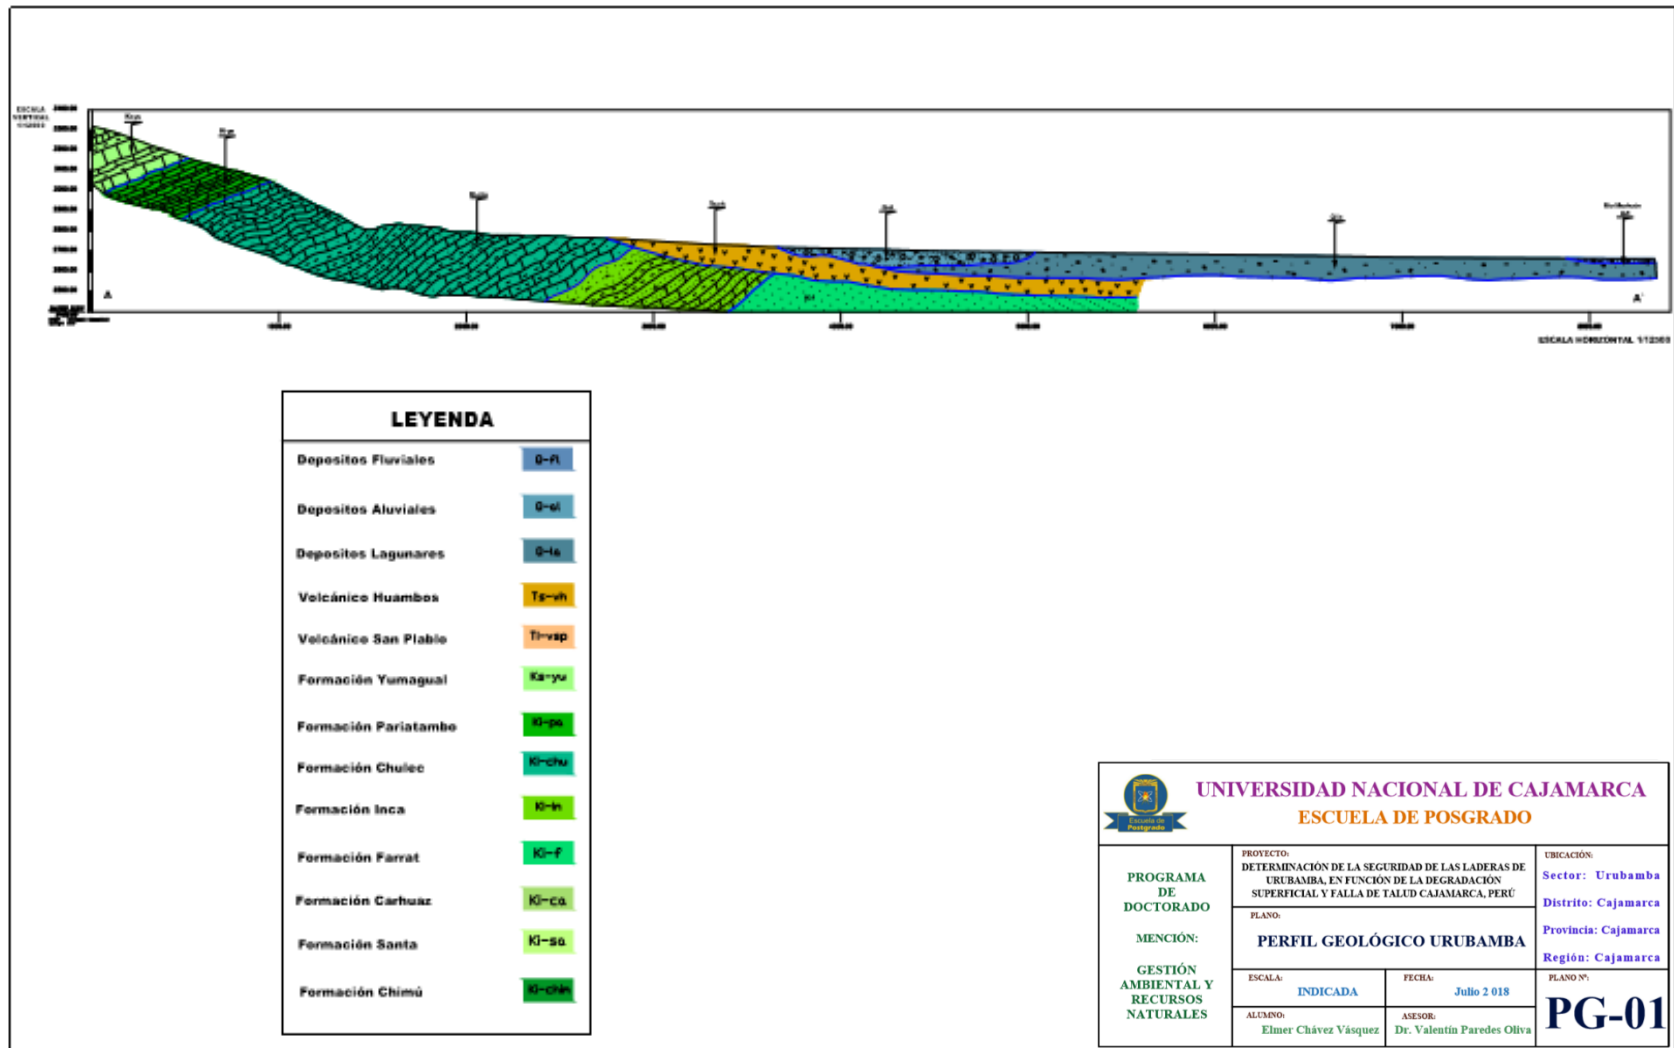 ESCALA
VERTICAL
A
A'
ESCALA HORIZONTAL 1/12500
LEYENDA
Depositos Fluviales Q-fl
Depositos Aluviales Q-al
Depositos Lagunares Q-la
Volcánico Huambos Ts-vh
Volcánico San Plablo Ti-vsp
Formación Yumagual Ks-yu
Formación Pariatambo Ki-pa
Formación Chulec Ki-chu
Formación Inca Ki-in
Formación Farrat Ki-f
Formación Carhuaz Ki-ca
Formación Santa Ki-sa
Formación Chimú Ki-chin
Escuela de
Postgrado
UNIVERSIDAD NACIONAL DE CAJAMARCA
ESCUELA DE POSGRADO
PROGRAMA
DE
DOCTORADO
MENCIÓN:
GESTIÓN
AMBIENTAL Y
RECURSOS
NATURALES
PROYECTO:
DETERMINACIÓN DE LA SEGURIDAD DE LAS LADERAS DE
URUBAMBA, EN FUNCIÓN DE LA DEGRADACIÓN
SUPERFICIAL Y FALLA DE TALUD CAJAMARCA, PERÚ
PLANO:
PERFIL GEOLÓGICO URUBAMBA
ESCALA:
INDICADA
FECHA:
Julio 2 018
ALUMNO:
Elmer Chávez Vásquez
ASESOR:
Dr. Valentín Paredes Oliva
UBICACIÓN:
Sector: Urubamba
Distrito: Cajamarca
Provincia: Cajamarca
Región: Cajamarca
PLANO Nº:
PG-01